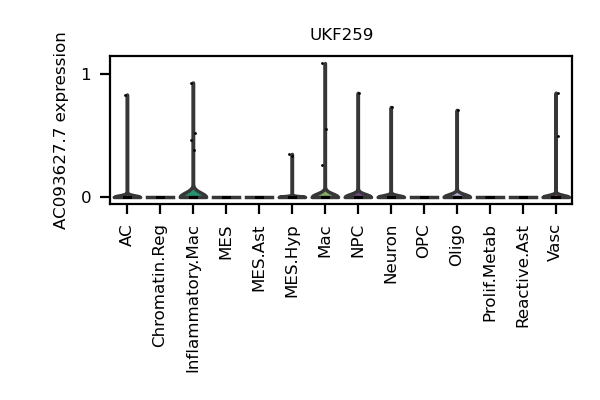 UKF259
AC093627.7 expression
1
0
AC
Chromatin.Reg
Inflammatory.Mac
MES
MES.Ast
MES.Hyp
Mac
NPC
Neuron
OPC
Oligo
Prolif.Metab
Reactive.Ast
Vasc